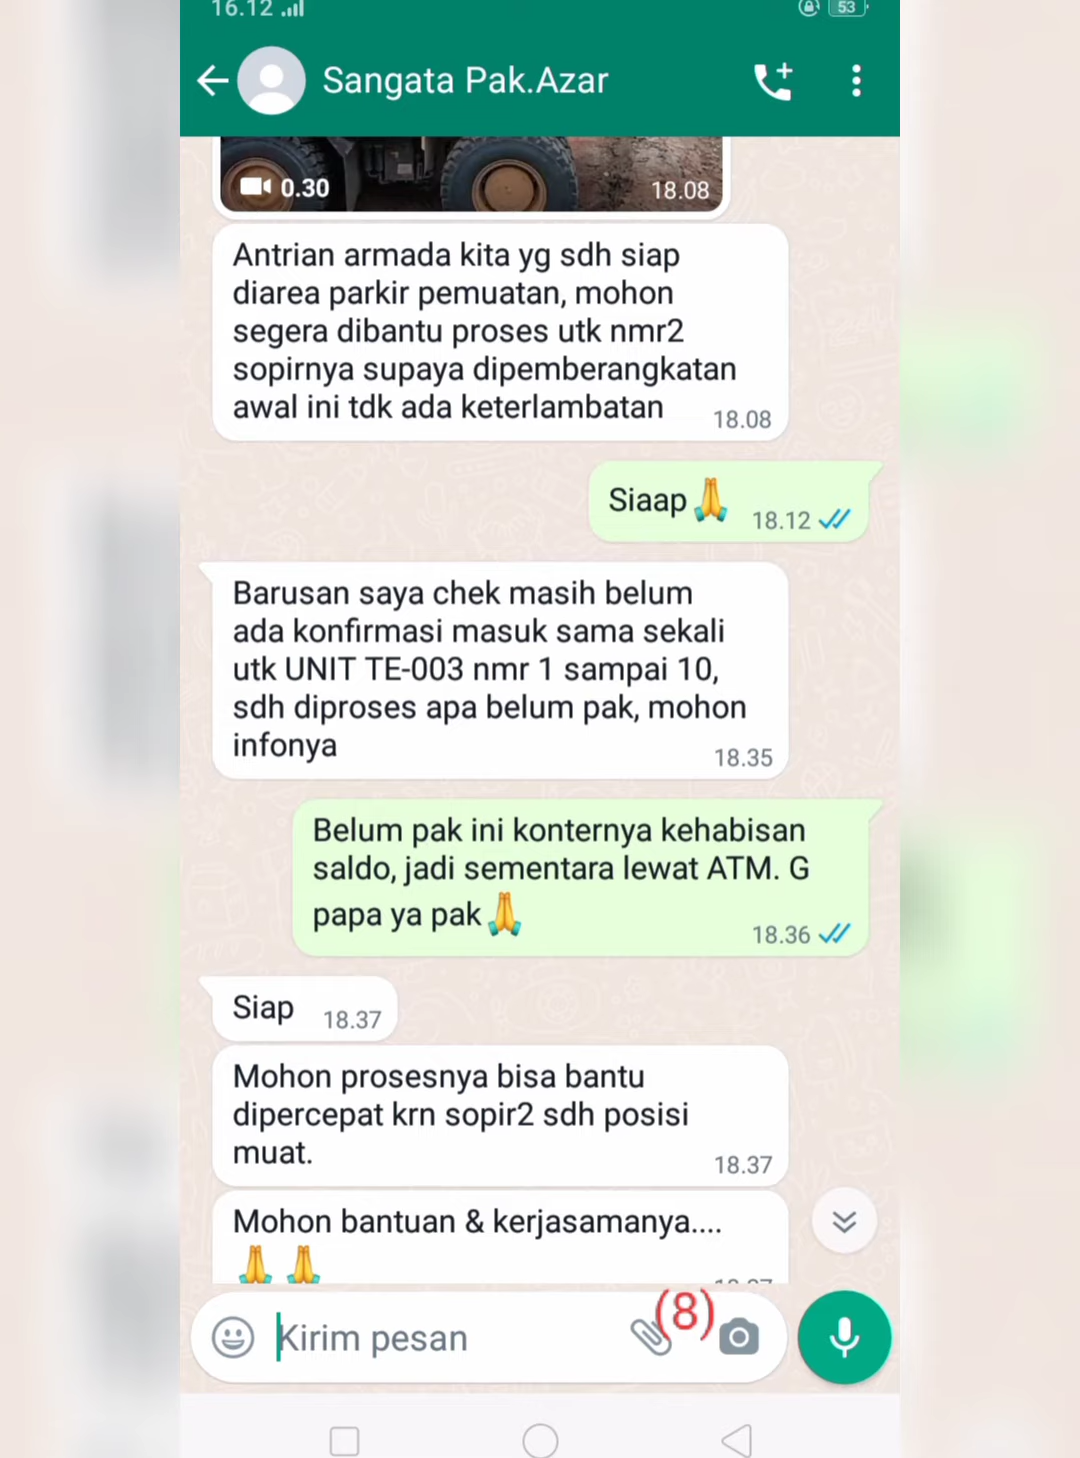 16.12
53
Sangata Pak.Azar
0.30
18.08
Antrian armada kita yg sdh siap
diarea parkir pemuatan, mohon
segera dibantu proses utk nmr2
sopirnya supaya dipemberangkatan
awal ini tdk ada keterlambatan
18.08
Siaap🙏
18.12
Barusan saya chek masih belum
ada konfirmasi masuk sama sekali
utk UNIT TE-003 nmr 1 sampai 10,
sdh diproses apa belum pak, mohon
infonya
18.35
Belum pak ini konternya kehabisan
saldo, jadi sementara lewat ATM. G
papa ya pak🙏
18.36
Siap
18.37
Mohon prosesnya bisa bantu
dipercepat krn sopir2 sdh posisi
muat.
18.37
Mohon bantuan & kerjasamanya....
🙏 🙏
(8)
Kirim pesan